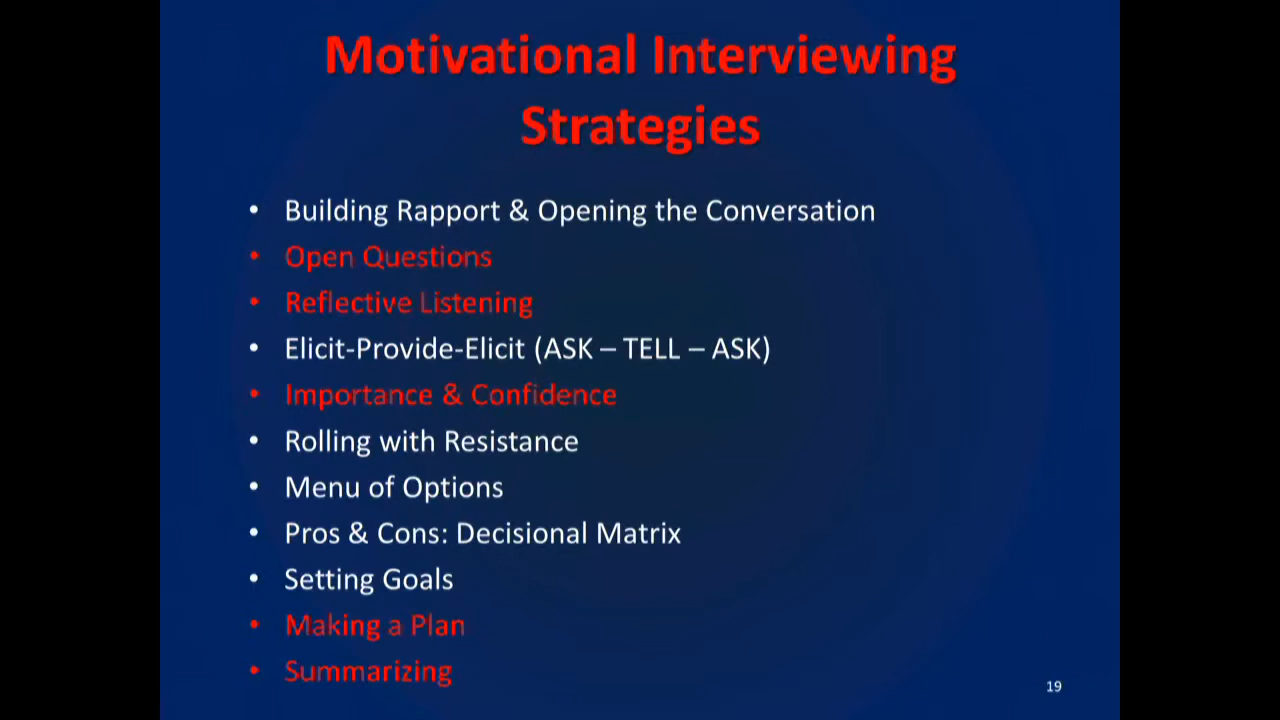 Motivational Interviewing
Strategies
• Building Rapport & Opening the Conversation
• Open Questions
• Reflective Listening
• Elicit-Provide-Elicit (ASK – TELL – ASK)
• Importance & Confidence
• Rolling with Resistance
• Menu of Options
• Pros & Cons: Decisional Matrix
• Setting Goals
• Making a Plan
• Summarizing
19